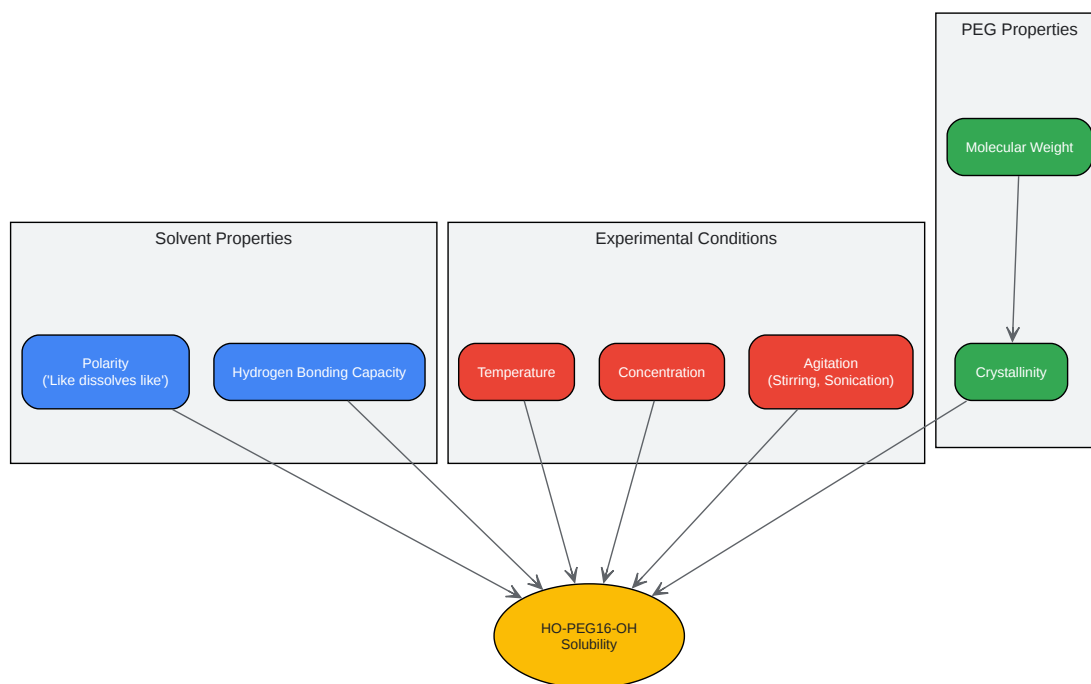 PEG Properties
Molecular Weight
Solvent Properties
Experimental Conditions
Polarity
('Like dissolves like')
Hydrogen Bonding Capacity
Temperature
Concentration
Agitation
(Stirring, Sonication)
Crystallinity
HO-PEG16-OH
Solubility